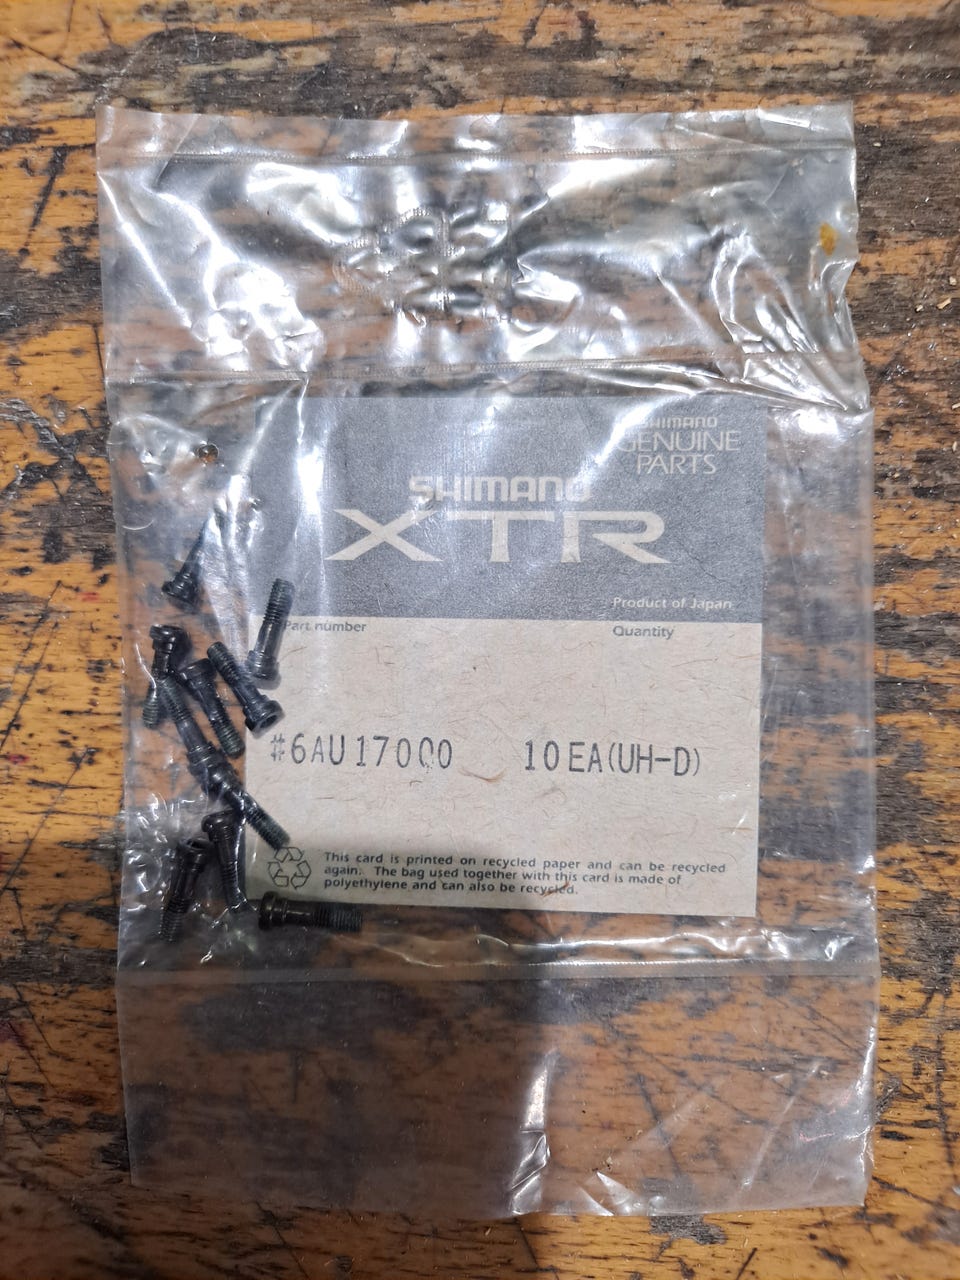 SHIMANO
GENUINE
PARTS
SHIMANO
XTR
Product of Japan
Part number Quantity
#6AU17000 10EA(UH-D)
This card is printed on recycled paper and can be recycled
again. The bag used together with this card is made of
polyethylene and can also be recycled.